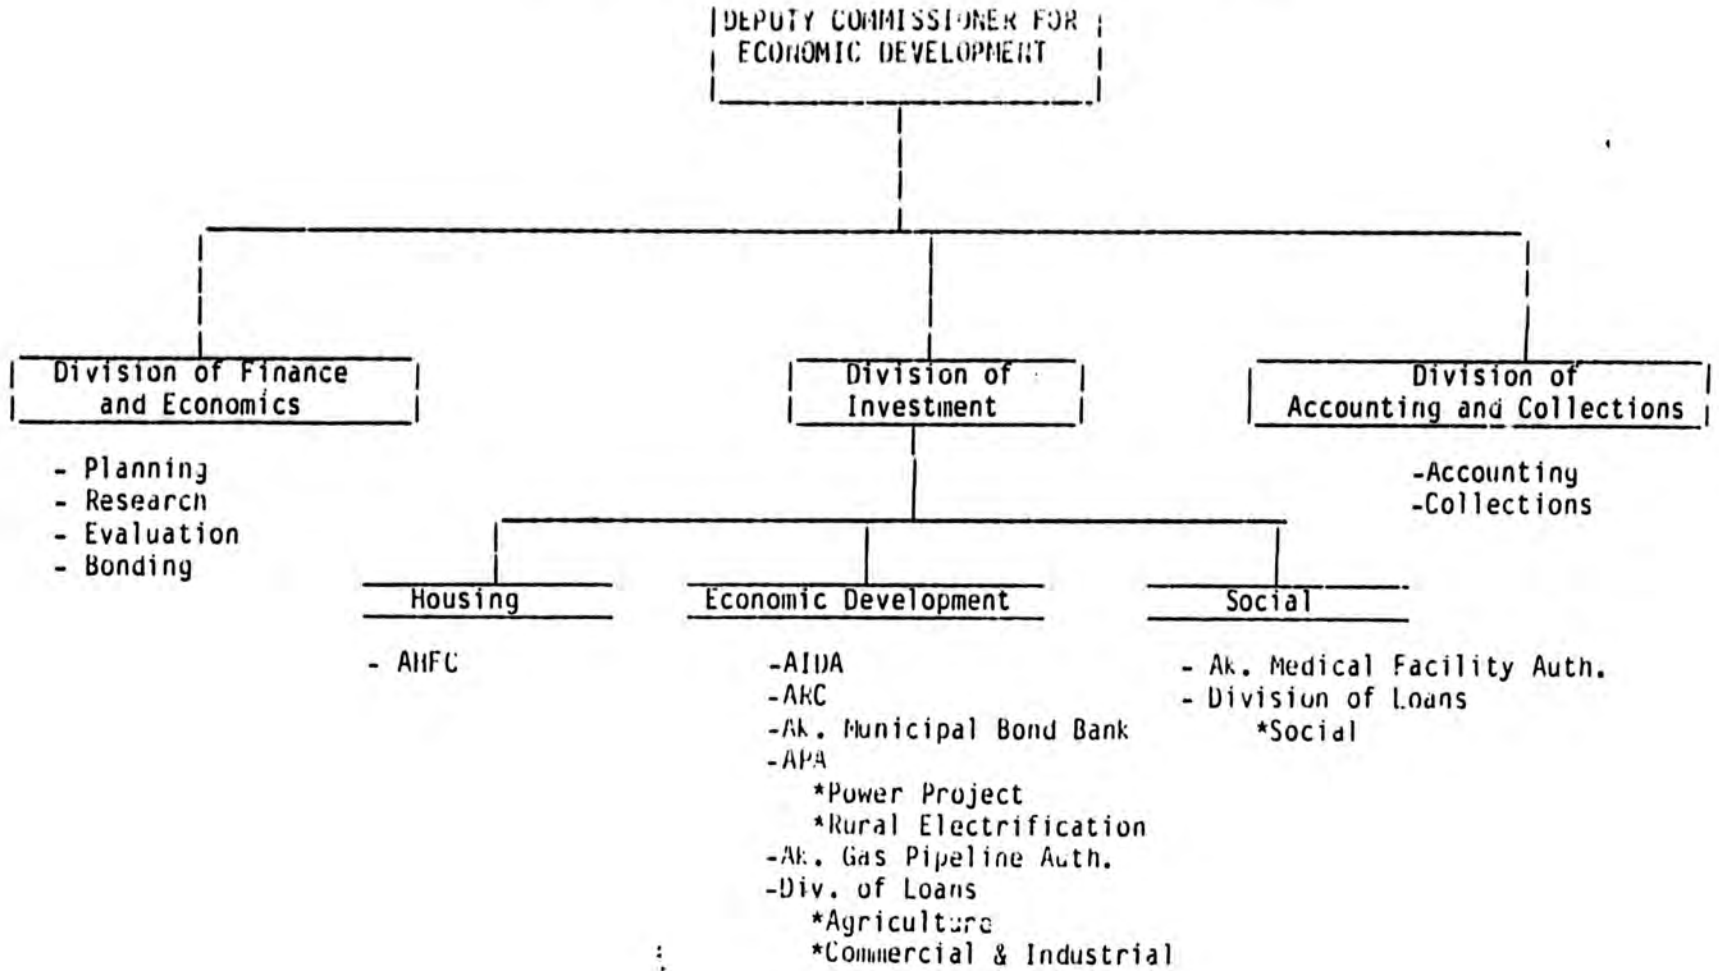 DEPUTY COMMISSIONER FOR
ECONOMIC DEVELOPMENT
Division of Finance
and Economics
Division of
Investment
Division of
Accounting and Collections
- Planning
- Research
- Evaluation
- Bonding
-Accounting
-Collections
Housing
Economic Development
Social
- AHFC
-AIDA
-ARC
-Ak. Municipal Bond Bank
-APA
*Power Project
*Rural Electrification
-Ak. Gas Pipeline Auth.
-Div. of Loans
*Agriculture
*Commercial & Industrial
- Ak. Medical Facility Auth.
- Division of Loans
*Social